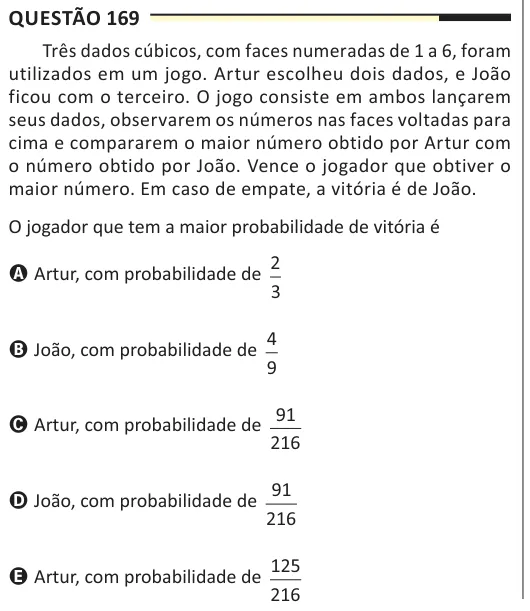 QUESTÃO 169
Três dados cúbicos, com faces numeradas de 1 a 6, foram
utilizados em um jogo. Artur escolheu dois dados, e João
ficou com o terceiro. O jogo consiste em ambos lançarem
seus dados, observarem os números nas faces voltadas para
cima e compararem o maior número obtido por Artur com
o número obtido por João. Vence o jogador que obtiver o
maior número. Em caso de empate, a vitória é de João.
O jogador que tem a maior probabilidade de vitória é
A Artur, com probabilidade de 2/3
B João, com probabilidade de 4/9
C Artur, com probabilidade de 91/216
D João, com probabilidade de 91/216
E Artur, com probabilidade de 125/216